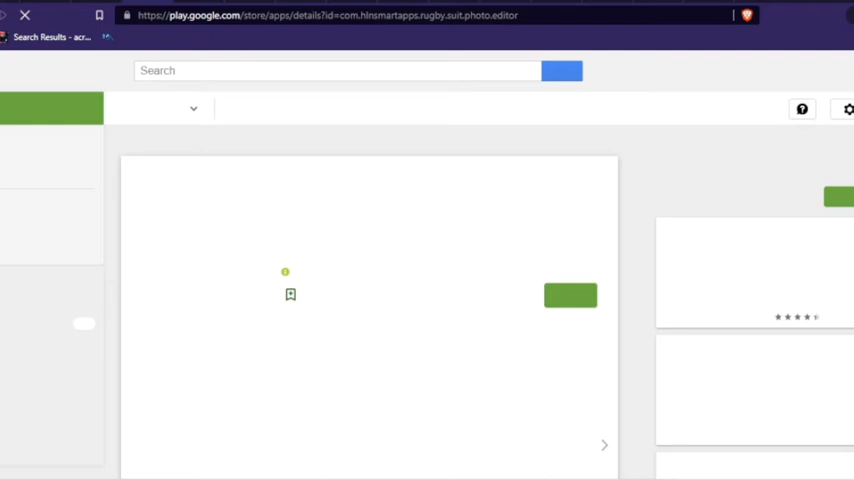 https://play.google.com/store/apps/details?id=com.hlnsmartapps.rugby.suit.photo.editor
Search Results - acr...
Search